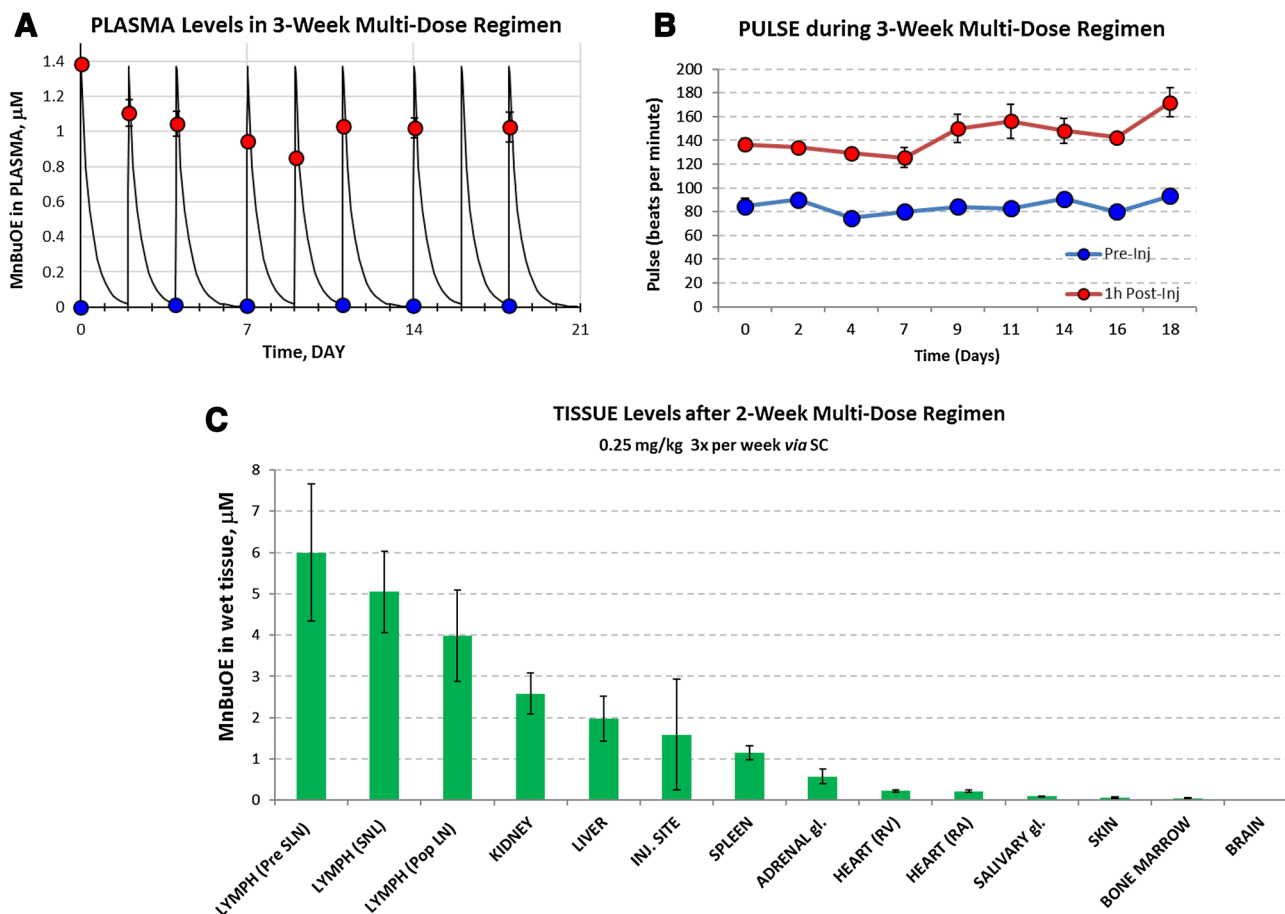 A
PLASMA Levels in 3-Week Multi-Dose Regimen
MnBuOE in PLASMA, μM
1.4
1.2
1
0.8
0.6
0.4
0.2
0
0 7 14 21
Time, DAY
B
PULSE during 3-Week Multi-Dose Regimen
Pulse (beats per minute)
200
180
160
140
120
100
80
60
40
20
0
Pre-Inj
1h Post-Inj
0 2 4 7 9 11 14 16 18
Time (Days)
C
TISSUE Levels after 2-Week Multi-Dose Regimen
0.25 mg/kg 3x per week via SC
MnBuOE in wet tissue, μM
8
7
6
5
4
3
2
1
0
LYMPH (Pre SLN)
LYMPH (SNL)
LYMPH (Pop LN)
KIDNEY
LIVER
INJ. SITE
SPLEEN
ADRENAL gl.
HEART (RV)
HEART (RA)
SALIVARY gl.
SKIN
BONE MARROW
BRAIN